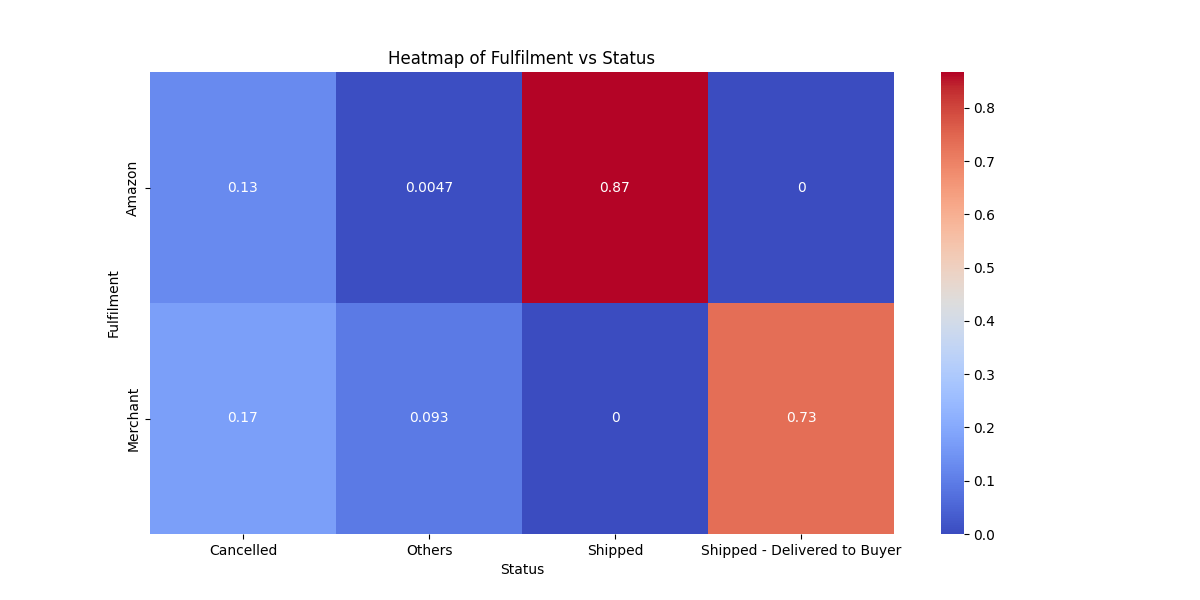 Heatmap of Fulfilment vs Status
Fulfilment
Amazon
Merchant
0.13 0.0047 0.87 0
0.17 0.093 0 0.73
Cancelled Others Shipped Shipped - Delivered to Buyer
Status
0.8
0.7
0.6
0.5
0.4
0.3
0.2
0.1
0.0